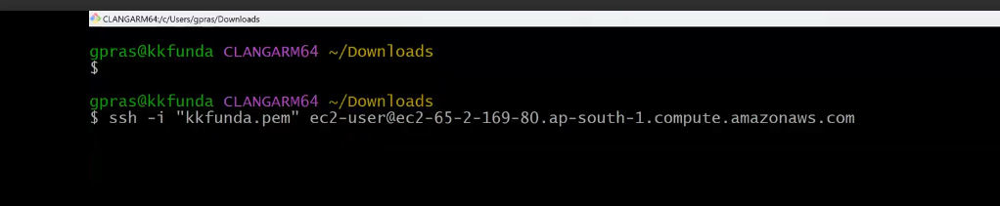 CLANGARM64:/c/Users/gpras/Downloads
gpras@kkfunda CLANGARM64 ~/Downloads
$
gpras@kkfunda CLANGARM64 ~/Downloads
$ ssh -i "kkfunda.pem" ec2-user@ec2-65-2-169-80.ap-south-1.compute.amazonaws.com